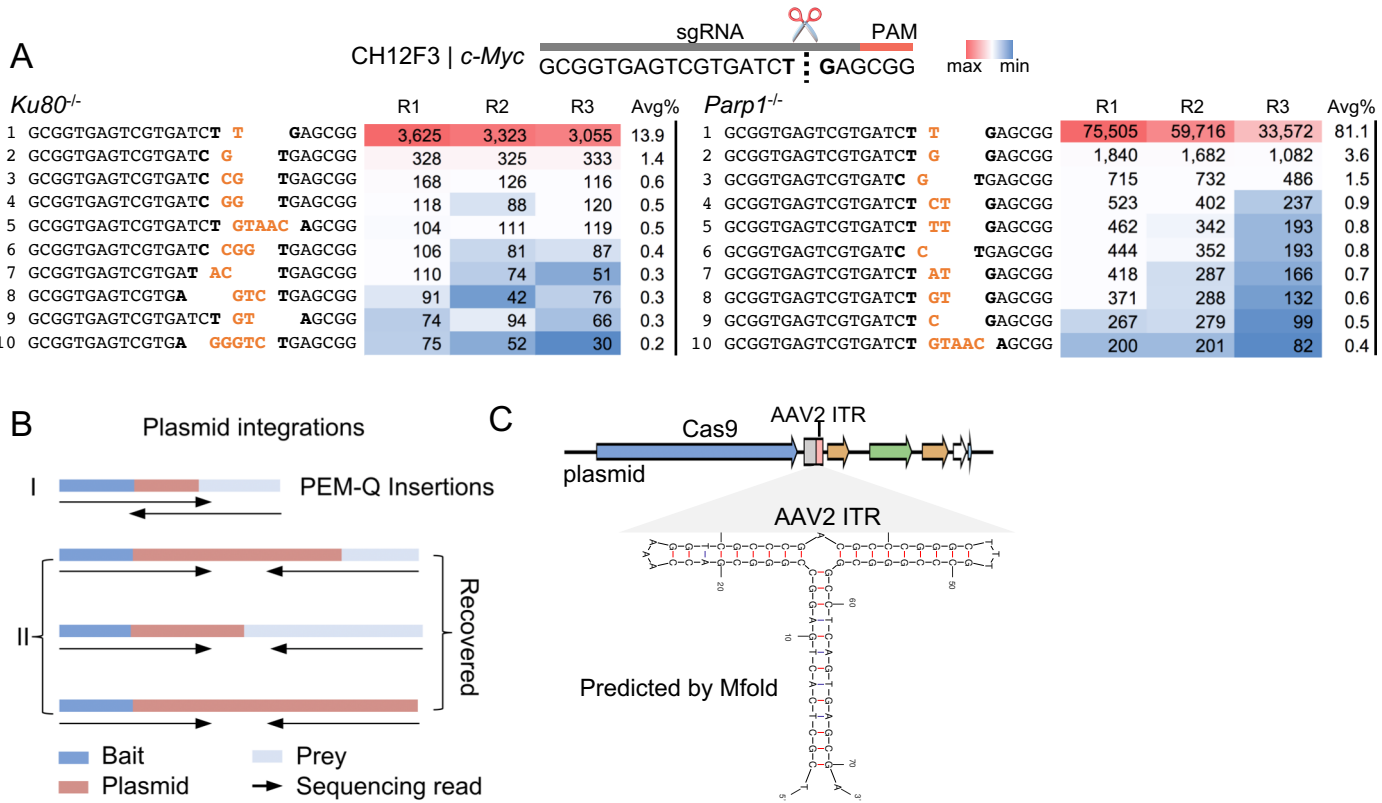 A
CH12F3 | c-Myc
sgRNA
PAM
GCGGTGAGTCGTGATCT GAGCGG
max min
Ku80-/- R1 R2 R3 Avg%
1 GCGGTGAGTCGTGATCT T GAGCGG 3,625 3,323 3,055 13.9
2 GCGGTGAGTCGTGATC G TGAGCGG 328 325 333 1.4
3 GCGGTGAGTCGTGATC CG TGAGCGG 168 126 116 0.6
4 GCGGTGAGTCGTGATC GG TGAGCGG 118 88 120 0.5
5 GCGGTGAGTCGTGATCT GTAAC AGCGG 104 111 119 0.5
6 GCGGTGAGTCGTGATC CGG TGAGCGG 106 81 87 0.4
7 GCGGTGAGTCGTGAT AC TGAGCGG 110 74 51 0.3
8 GCGGTGAGTCGTGA GTC TGAGCGG 91 42 76 0.3
9 GCGGTGAGTCGTGATCT GT AGCGG 74 94 66 0.3
10 GCGGTGAGTCGTGA GGGTC TGAGCGG 75 52 30 0.2
Parp1-/- R1 R2 R3 Avg%
1 GCGGTGAGTCGTGATCT T GAGCGG 75,505 59,716 33,572 81.1
2 GCGGTGAGTCGTGATCT G GAGCGG 1,840 1,682 1,082 3.6
3 GCGGTGAGTCGTGATC G TGAGCGG 715 732 486 1.5
4 GCGGTGAGTCGTGATCT CT GAGCGG 523 402 237 0.9
5 GCGGTGAGTCGTGATCT TT GAGCGG 462 342 193 0.8
6 GCGGTGAGTCGTGATC C TGAGCGG 444 352 193 0.8
7 GCGGTGAGTCGTGATCT AT GAGCGG 418 287 166 0.7
8 GCGGTGAGTCGTGATCT GT GAGCGG 371 288 132 0.6
9 GCGGTGAGTCGTGATCT C GAGCGG 267 279 99 0.5
10 GCGGTGAGTCGTGATCT GTAAC AGCGG 200 201 82 0.4
B
Plasmid integrations
I
PEM-Q Insertions
II
Recovered
Bait
Prey
Plasmid
Sequencing read
C
AAV2 ITR
Cas9
plasmid
AAV2 ITR
20
50
60
10
70
5'
3'
Predicted by Mfold